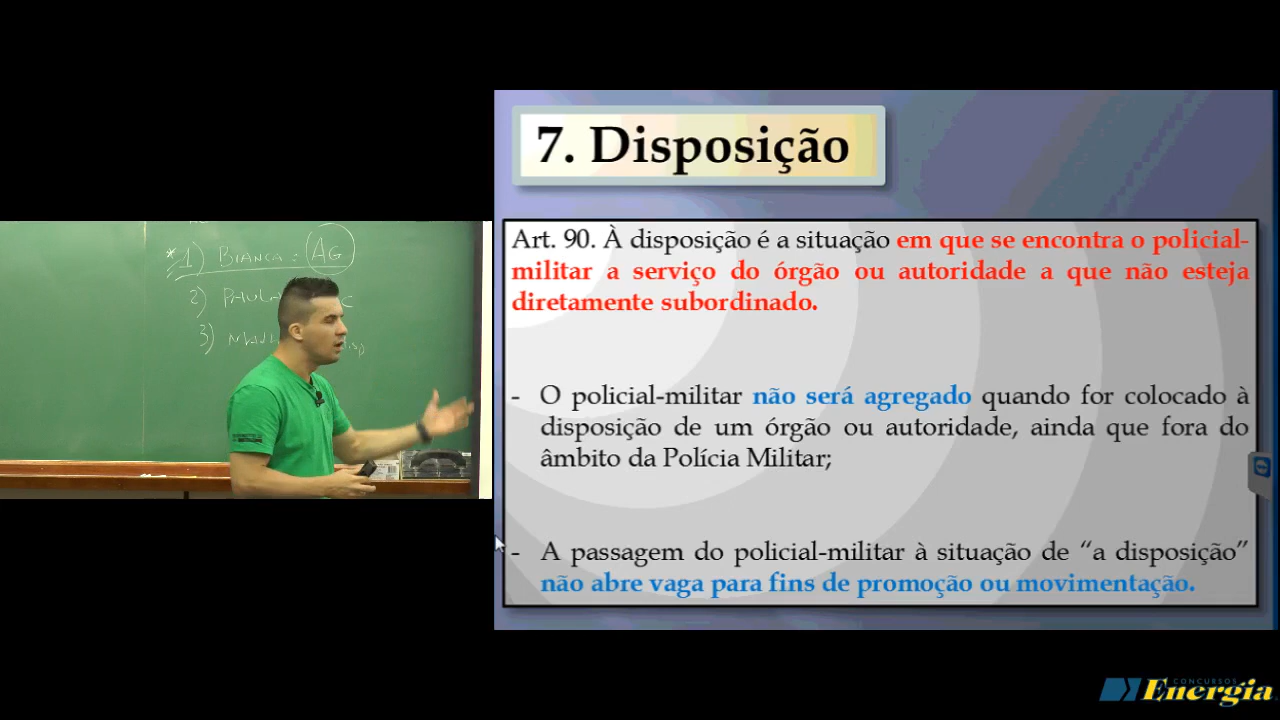 7. Disposição
Art. 90. À disposição é a situação em que se encontra o policial-
militar a serviço do órgão ou autoridade a que não esteja
diretamente subordinado.
- O policial-militar não será agregado quando for colocado à
disposição de um órgão ou autoridade, ainda que fora do
âmbito da Polícia Militar;
- A passagem do policial-militar à situação de “a disposição”
não abre vaga para fins de promoção ou movimentação.
* 1) BIANCA: AG
2)
3)
CONCURSOS
Energia